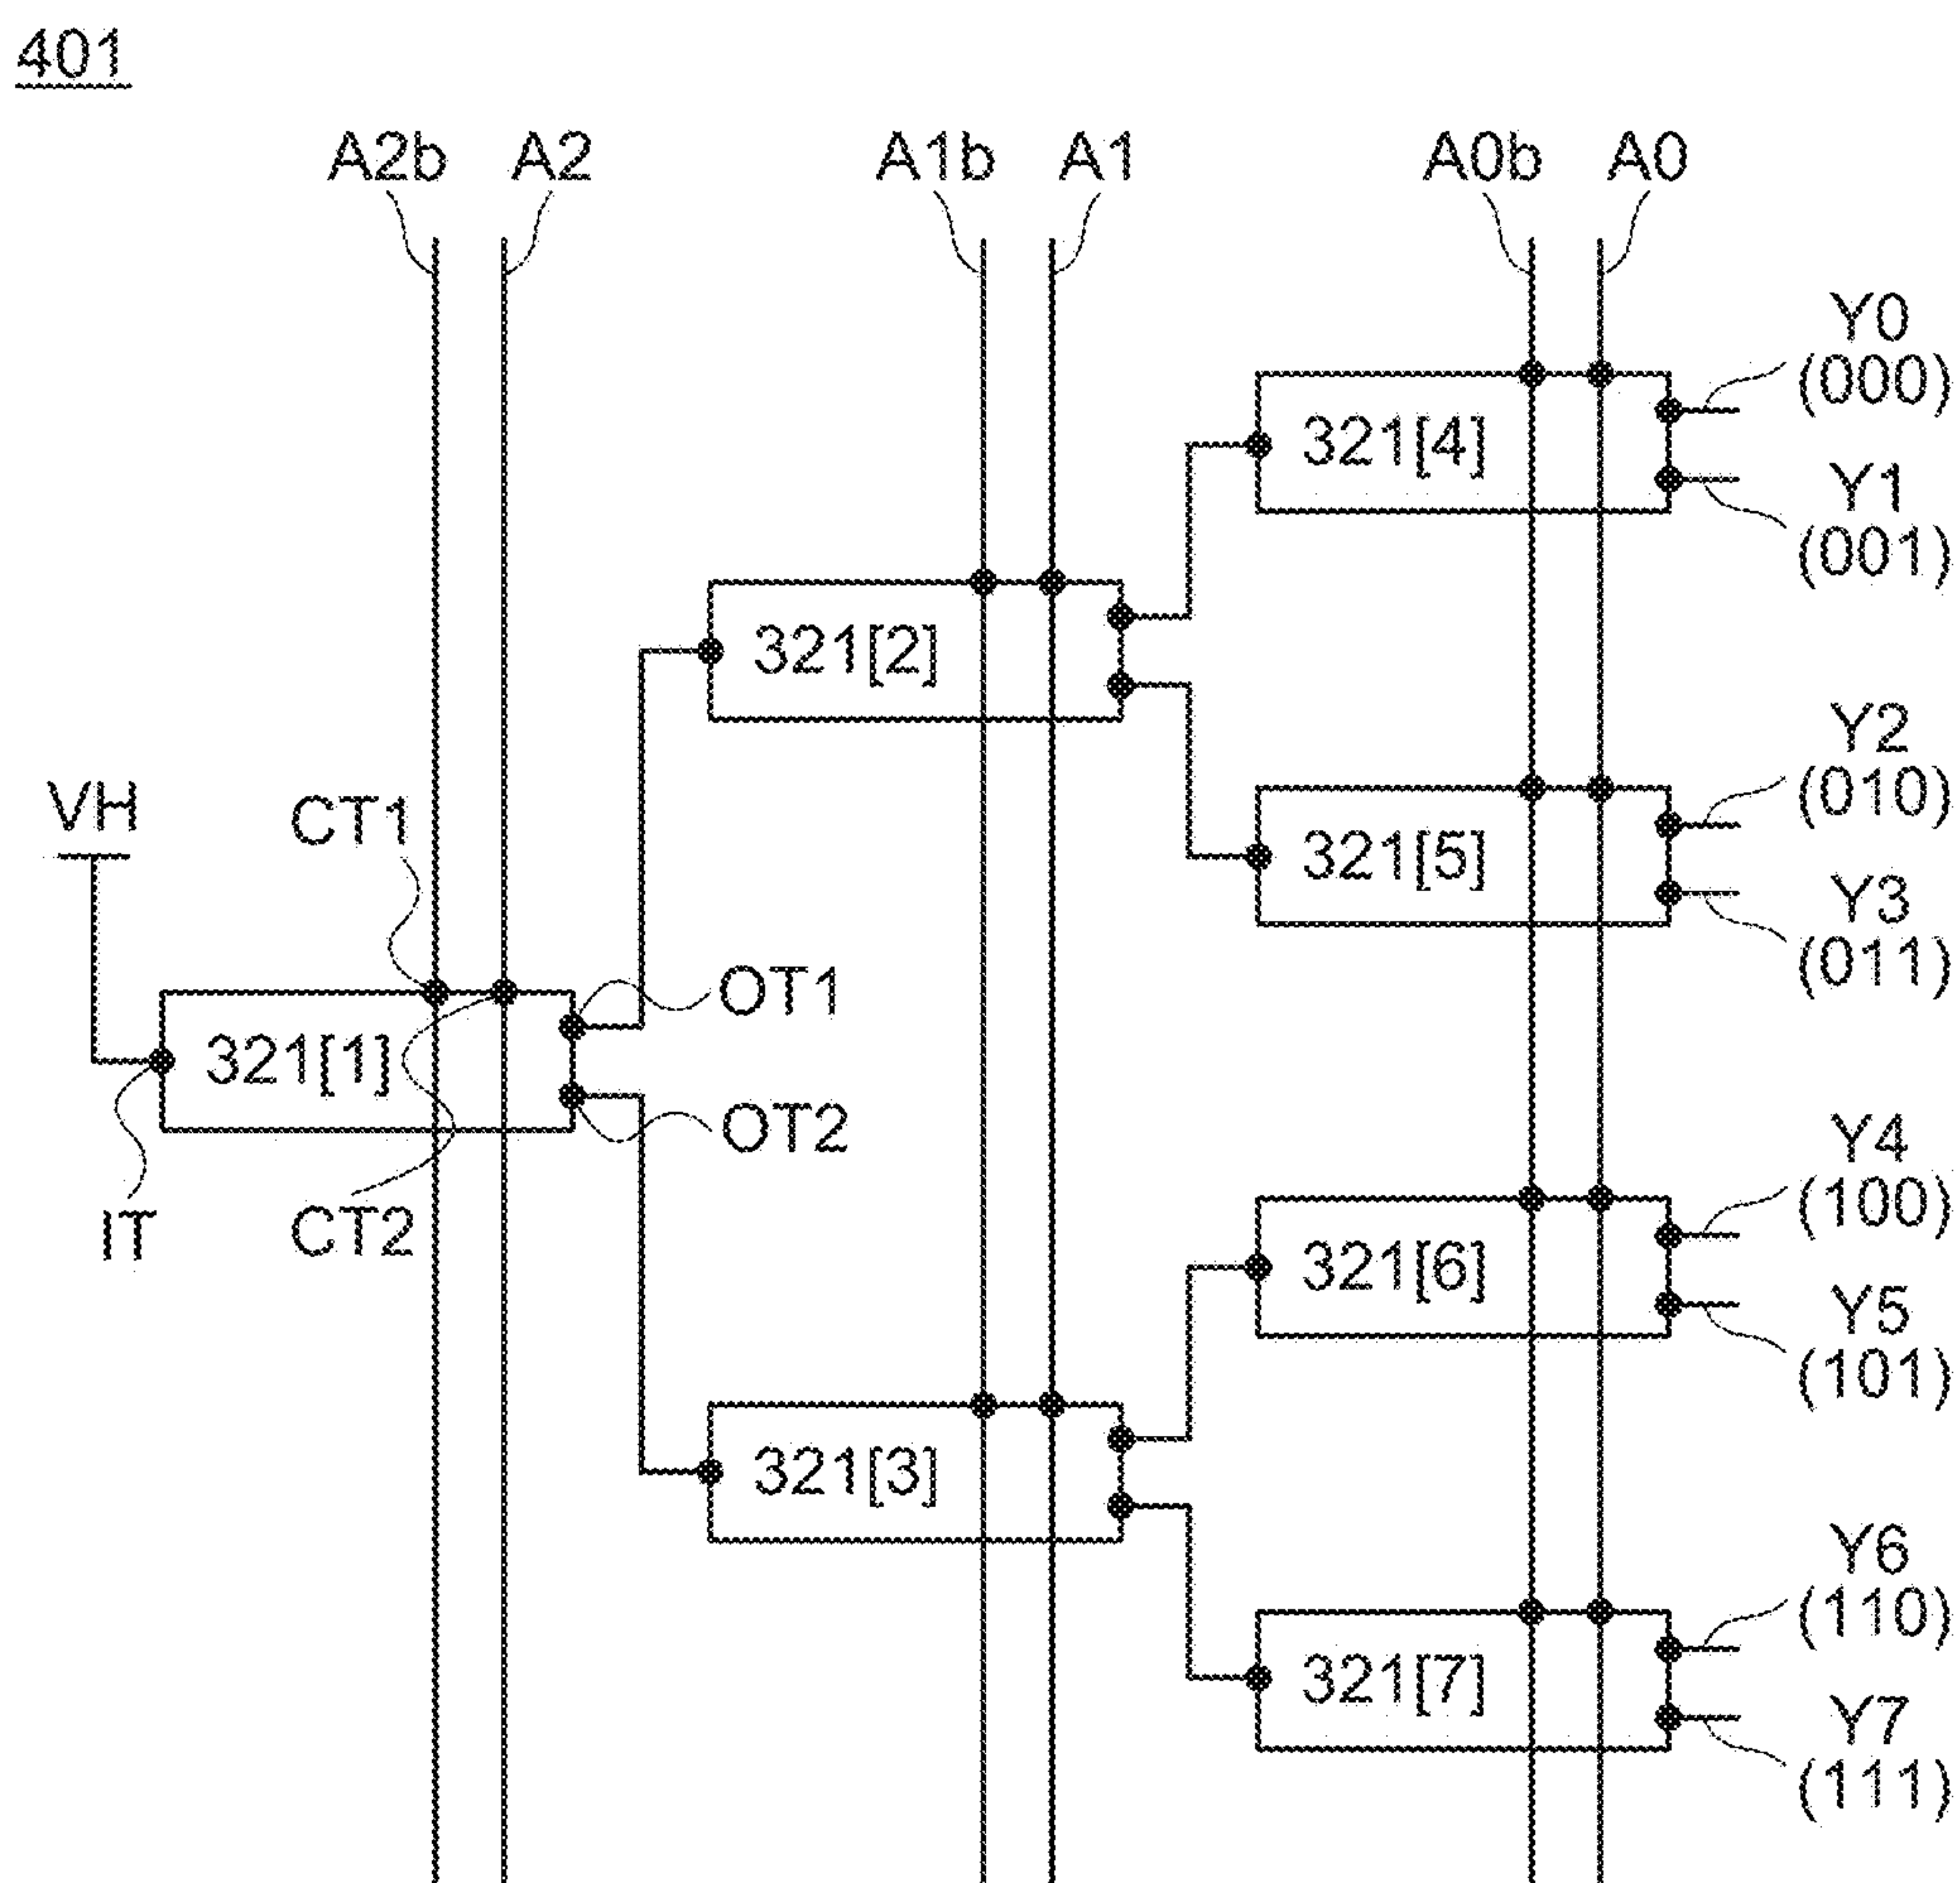 401
A2b A2 A1b A1 A0b A0
Y0
(000)
321[4]
Y1
(001)
321[2]
Y2
(010)
VH
CT1
321[5]
Y3
(011)
OT1
321[1]
OT2
Y4
(100)
IT
CT2
321[6]
Y5
(101)
321[3]
Y6
(110)
321[7]
Y7
(111)